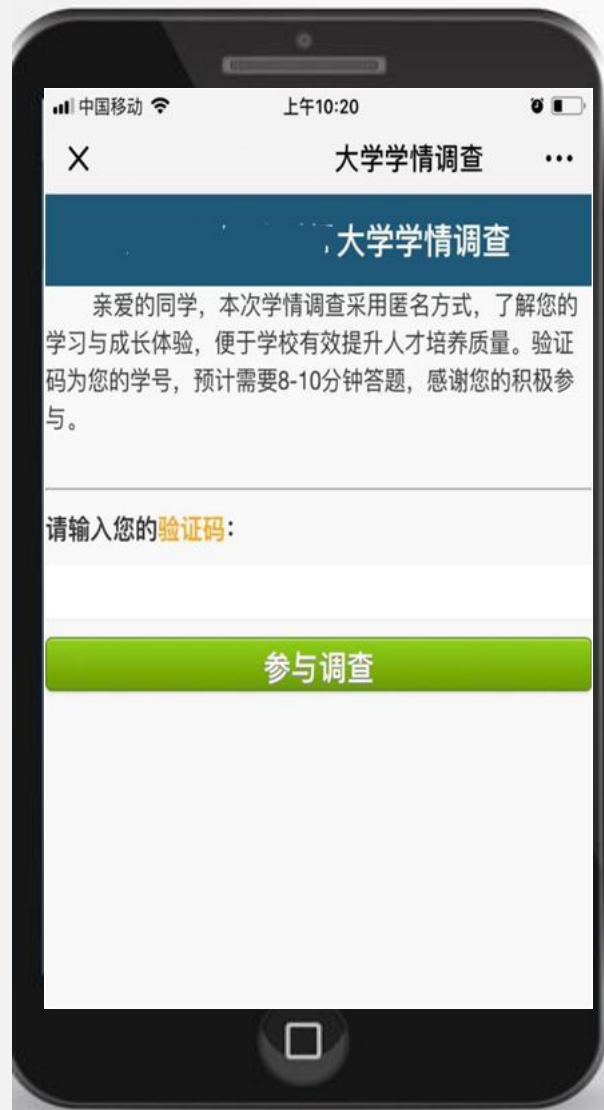 中国移动 上午10:20
大学学情调查
大学学情调查
亲爱的同学，本次学情调查采用匿名方式，了解您的
学习与成长体验，便于学校有效提升人才培养质量。验证
码为您的学号，预计需要8-10分钟答题，感谢您的积极参
与。
请输入您的验证码：
参与调查